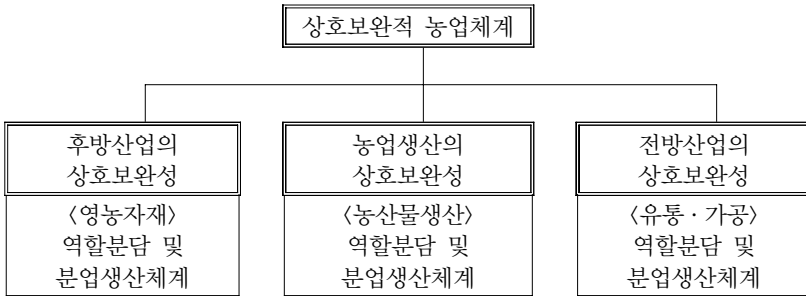 상호보완적 농업체계
후방산업의
상호보완성
〈영농자재〉
역할분담 및
분업생산체계
농업생산의
상호보완성
〈농산물생산〉
역할분담 및
분업생산체계
전방산업의
상호보완성
〈유통 · 가공〉
역할분담 및
분업생산체계